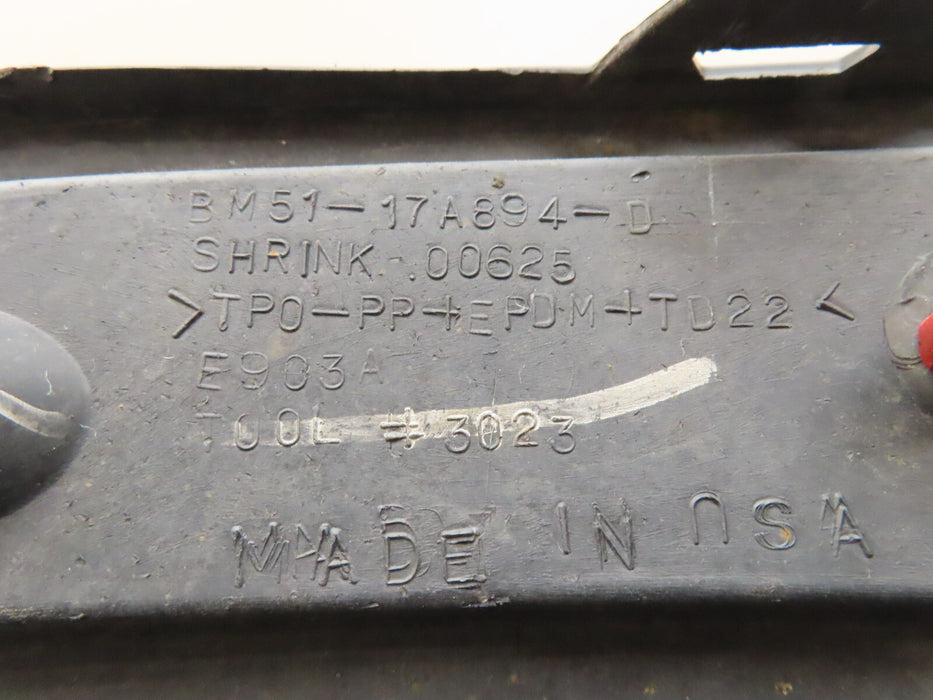 BM51-17A894-D
SHRINK .00625
>TPO-PP+EPDM+TD22<
E903A
TOOL # 3023
MADE IN USA